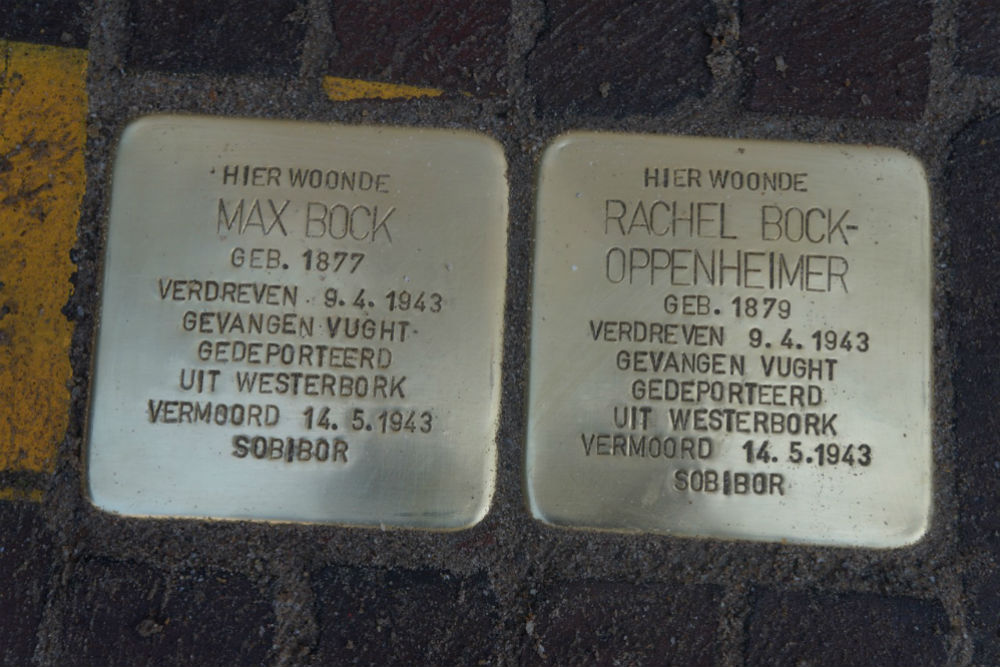 HIER WOONDE
MAX BOCK
GEB. 1877
VERDREVEN 9.4.1943
GEVANGEN VUGHT
GEDEPORTEERD
UIT WESTERBORK
VERMOORD 14.5.1943
SOBIBOR
HIER WOONDE
RACHEL BOCK-
OPPENHEIMER
GEB. 1879
VERDREVEN 9.4.1943
GEVANGEN VUGHT
GEDEPORTEERD
UIT WESTERBORK
VERMOORD 14.5.1943
SOBIBOR